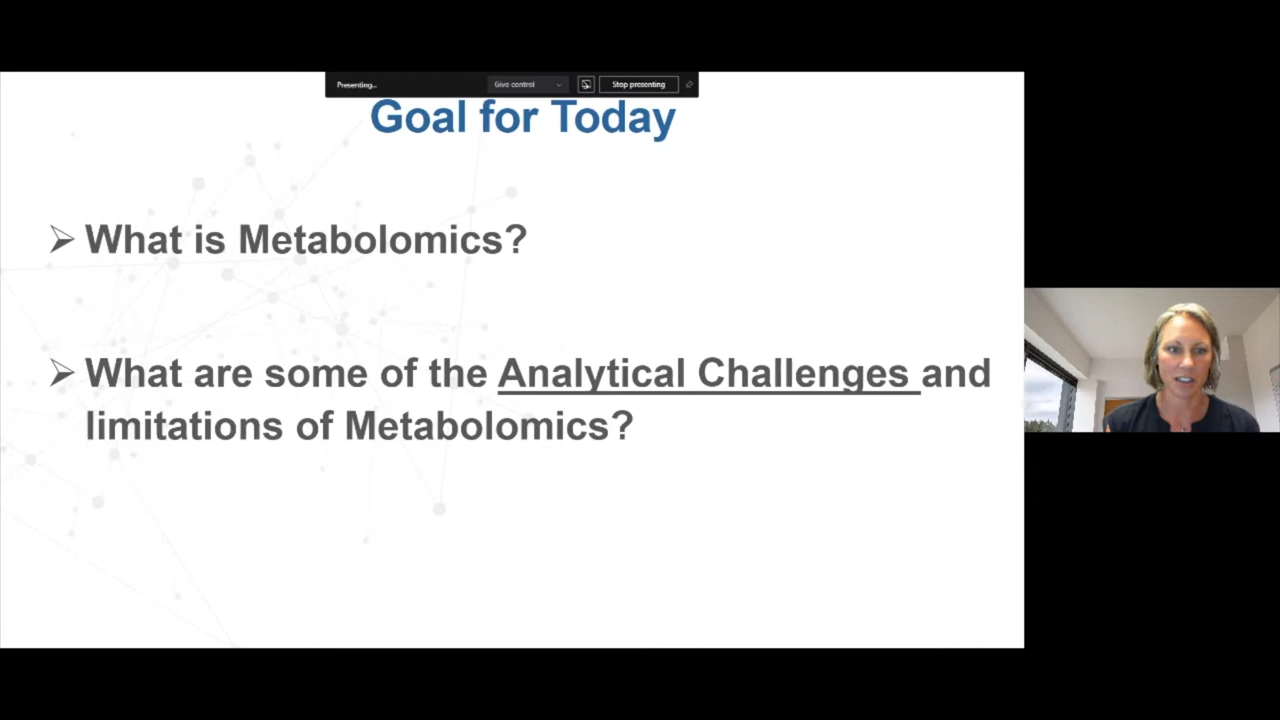 Presenting...
Give control
Stop presenting
Goal for Today
What is Metabolomics?
What are some of the Analytical Challenges and
limitations of Metabolomics?